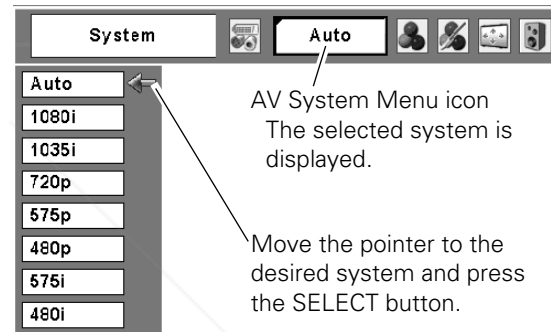 System
Auto
Auto
1080i
1035i
720p
575p
480p
575i
480i
AV System Menu icon
The selected system is
displayed.
Move the pointer to the
desired system and press
the SELECT button.